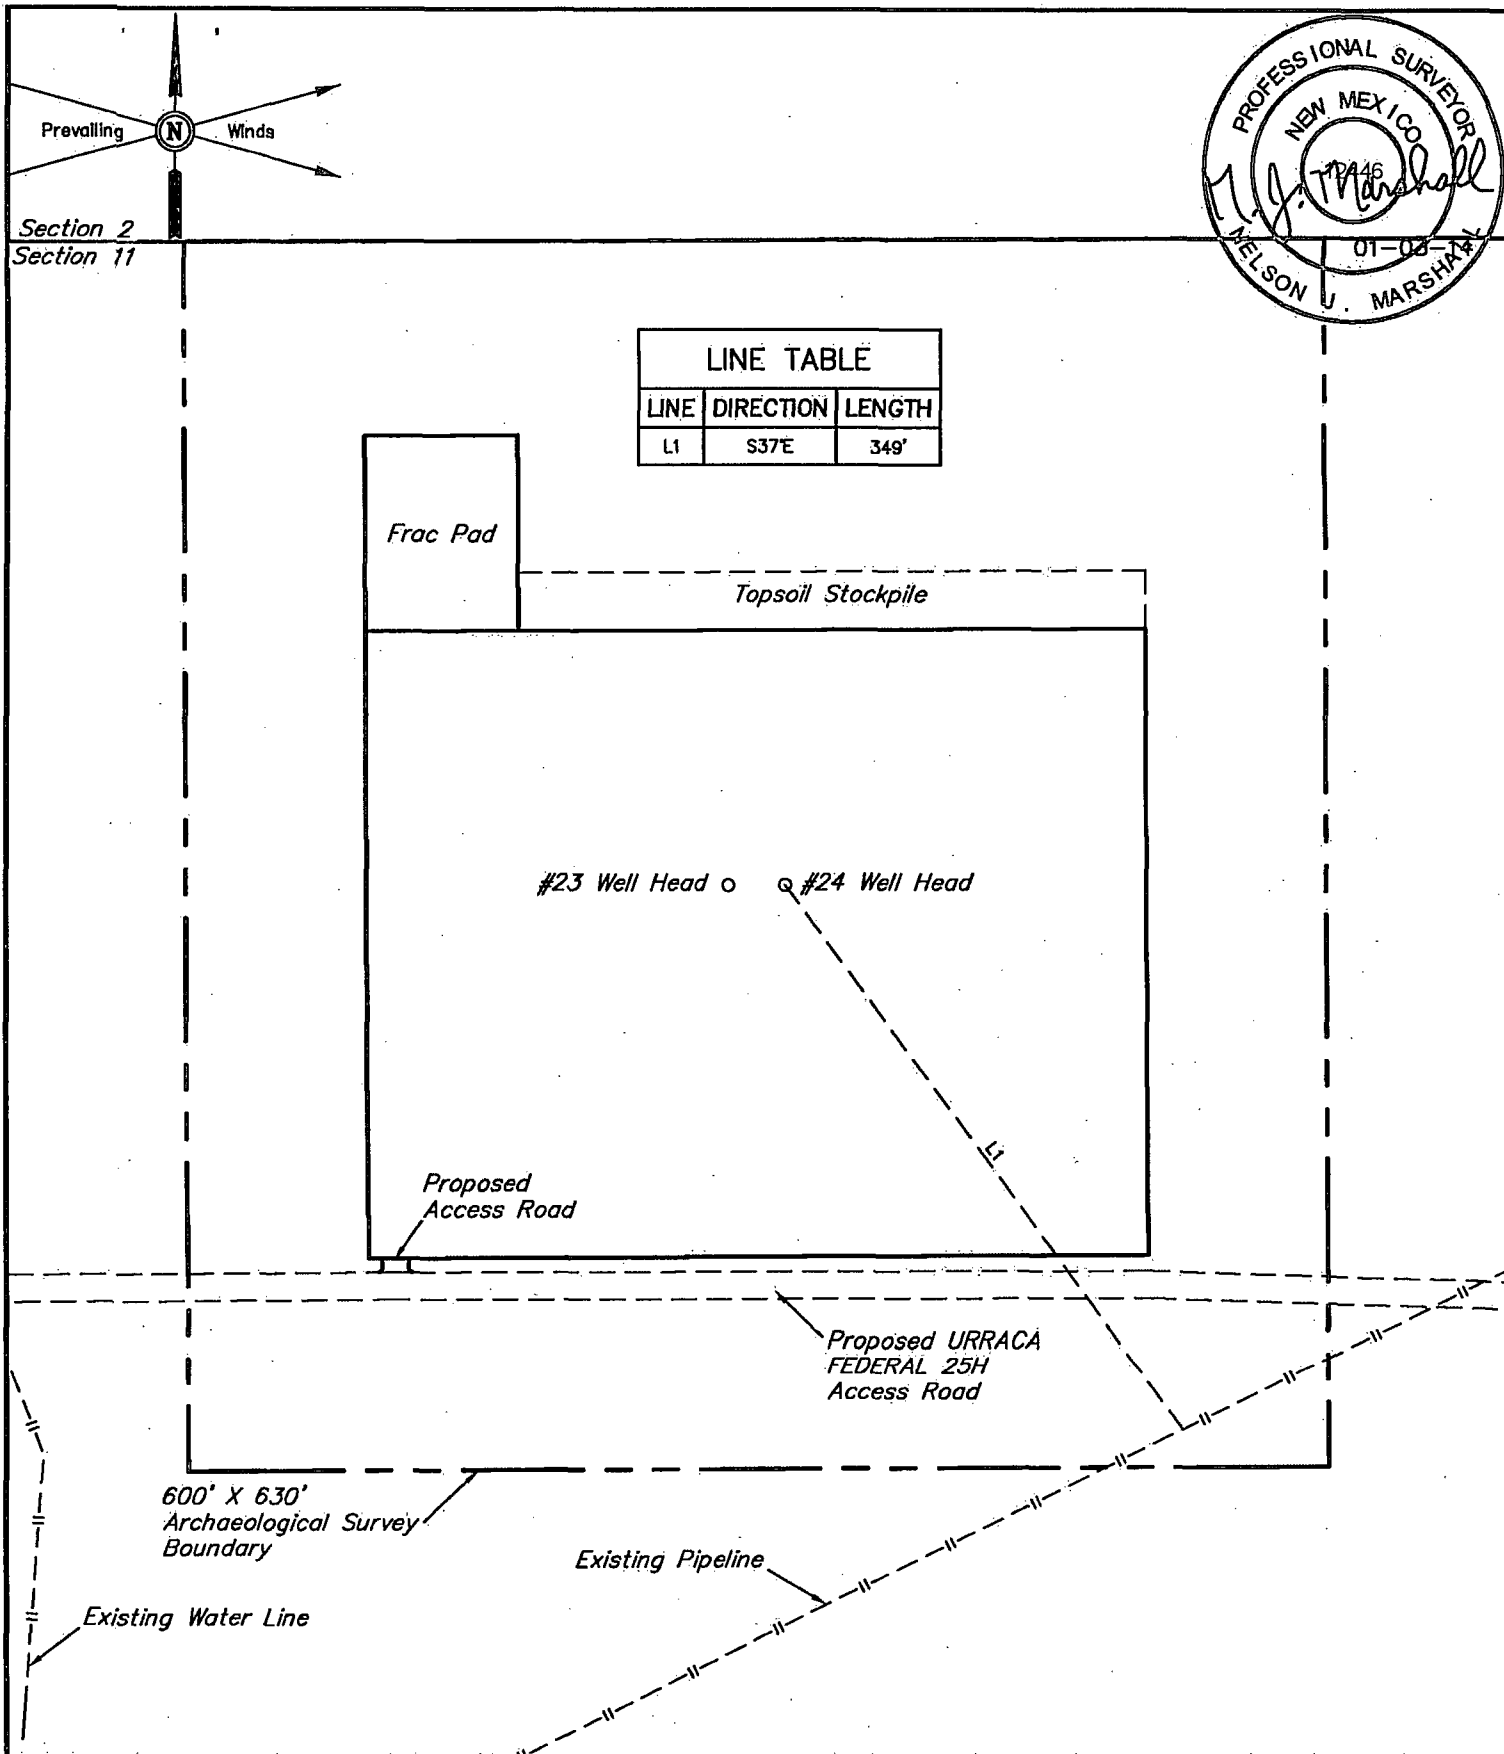 PROFESSIONAL SURVEYOR
NEW MEXICO
12446
N. J. Marshall
NELSON J. MARSHALL
Prevailing N Winds
Section 2
Section 11
LINE TABLE
LINE DIRECTION LENGTH
L1 S37°E 349'
Frac Pad
Topsoil Stockpile
#23 Well Head
#24 Well Head
L1
Proposed
Access Road
Proposed URRACA
FEDERAL 25H
Access Road
600' X 630'
Archaeological Survey
Boundary
Existing Pipeline
Existing Water Line